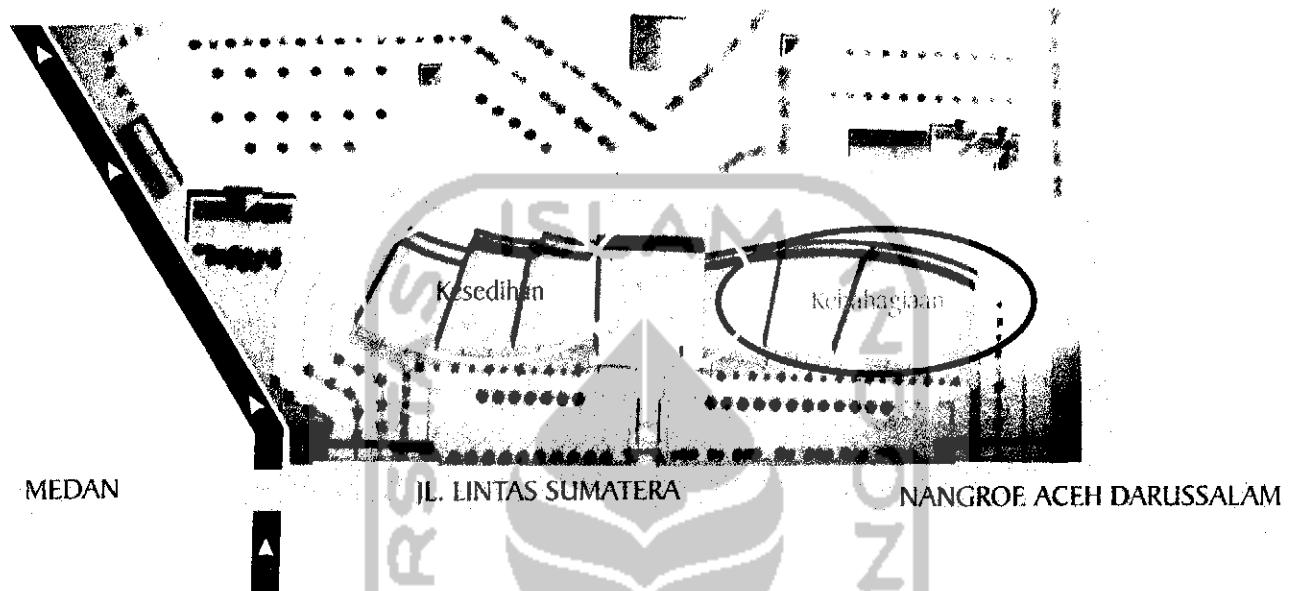 ISLAM
Kesedihan
Kebahagiaan
MEDAN
JL. LINTAS SUMATERA
NANGROE ACEH DARUSSALAM